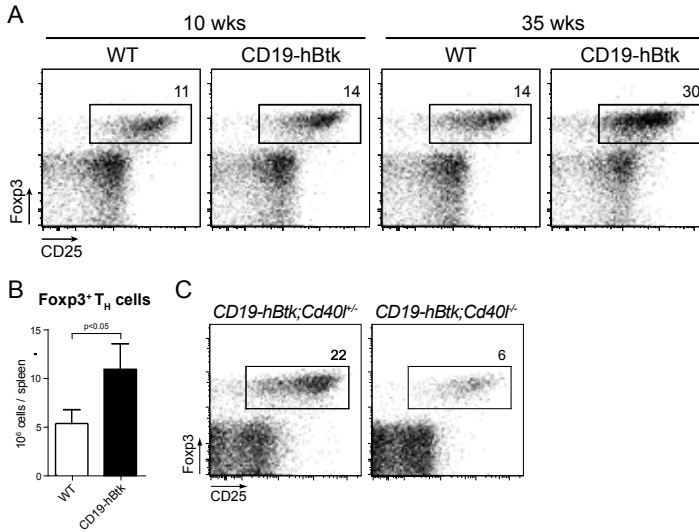 A
10 wks
35 wks
WT
CD19-hBtk
WT
CD19-hBtk
11
14
14
30
Foxp3
CD25
B
Foxp3⁺ T_H cells
p<0.05
10⁶ cells / spleen
15
10
5
0
WT
CD19-hBtk
C
CD19-hBtk;Cd40l⁺/⁻
CD19-hBtk;Cd40l⁻/⁻
22
6
Foxp3
CD25